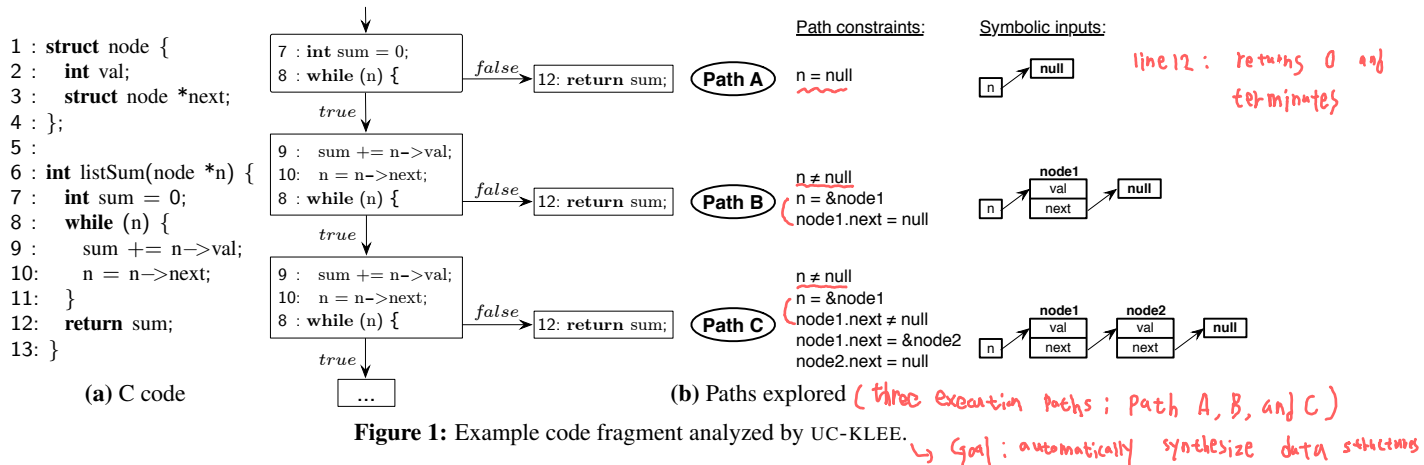 1 : struct node {
2 : int val;
3 : struct node *next;
4 : };
5 :
6 : int listSum(node *n) {
7 : int sum = 0;
8 : while (n) {
9 : sum += n->val;
10: n = n->next;
11: }
12: return sum;
13: }
(a) C code
7 : int sum = 0;
8 : while (n) {
false
12: return sum;
Path A
true
9 : sum += n->val;
10: n = n->next;
8 : while (n) {
false
12: return sum;
Path B
true
9 : sum += n->val;
10: n = n->next;
8 : while (n) {
false
12: return sum;
Path C
true
...
Path constraints:
n = null
n ≠ null
n = &node1
node1.next = null
n ≠ null
n = &node1
node1.next ≠ null
node1.next = &node2
node2.next = null
Symbolic inputs:
n
null
node1
n
val
next
null
node1
node2
n
val
next
val
next
null
line 12 : returns 0 and
terminates
(b) Paths explored (three execution paths ; path A, B, and C)
Figure 1: Example code fragment analyzed by UC-KLEE.
↳ Goal : automatically synthesize data structures